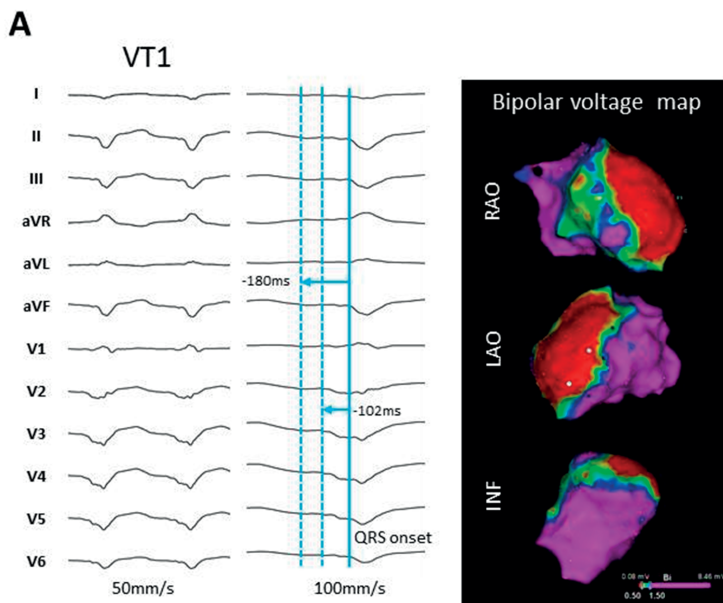 A
VT1
I
II
III
aVR
aVL
-180ms
aVF
V1
V2
-102ms
V3
V4
V5
QRS onset
V6
50mm/s
100mm/s
Bipolar voltage map
RAO
LAO
INF
0.08 mV Bi 8.46 mV
0.50 1.50